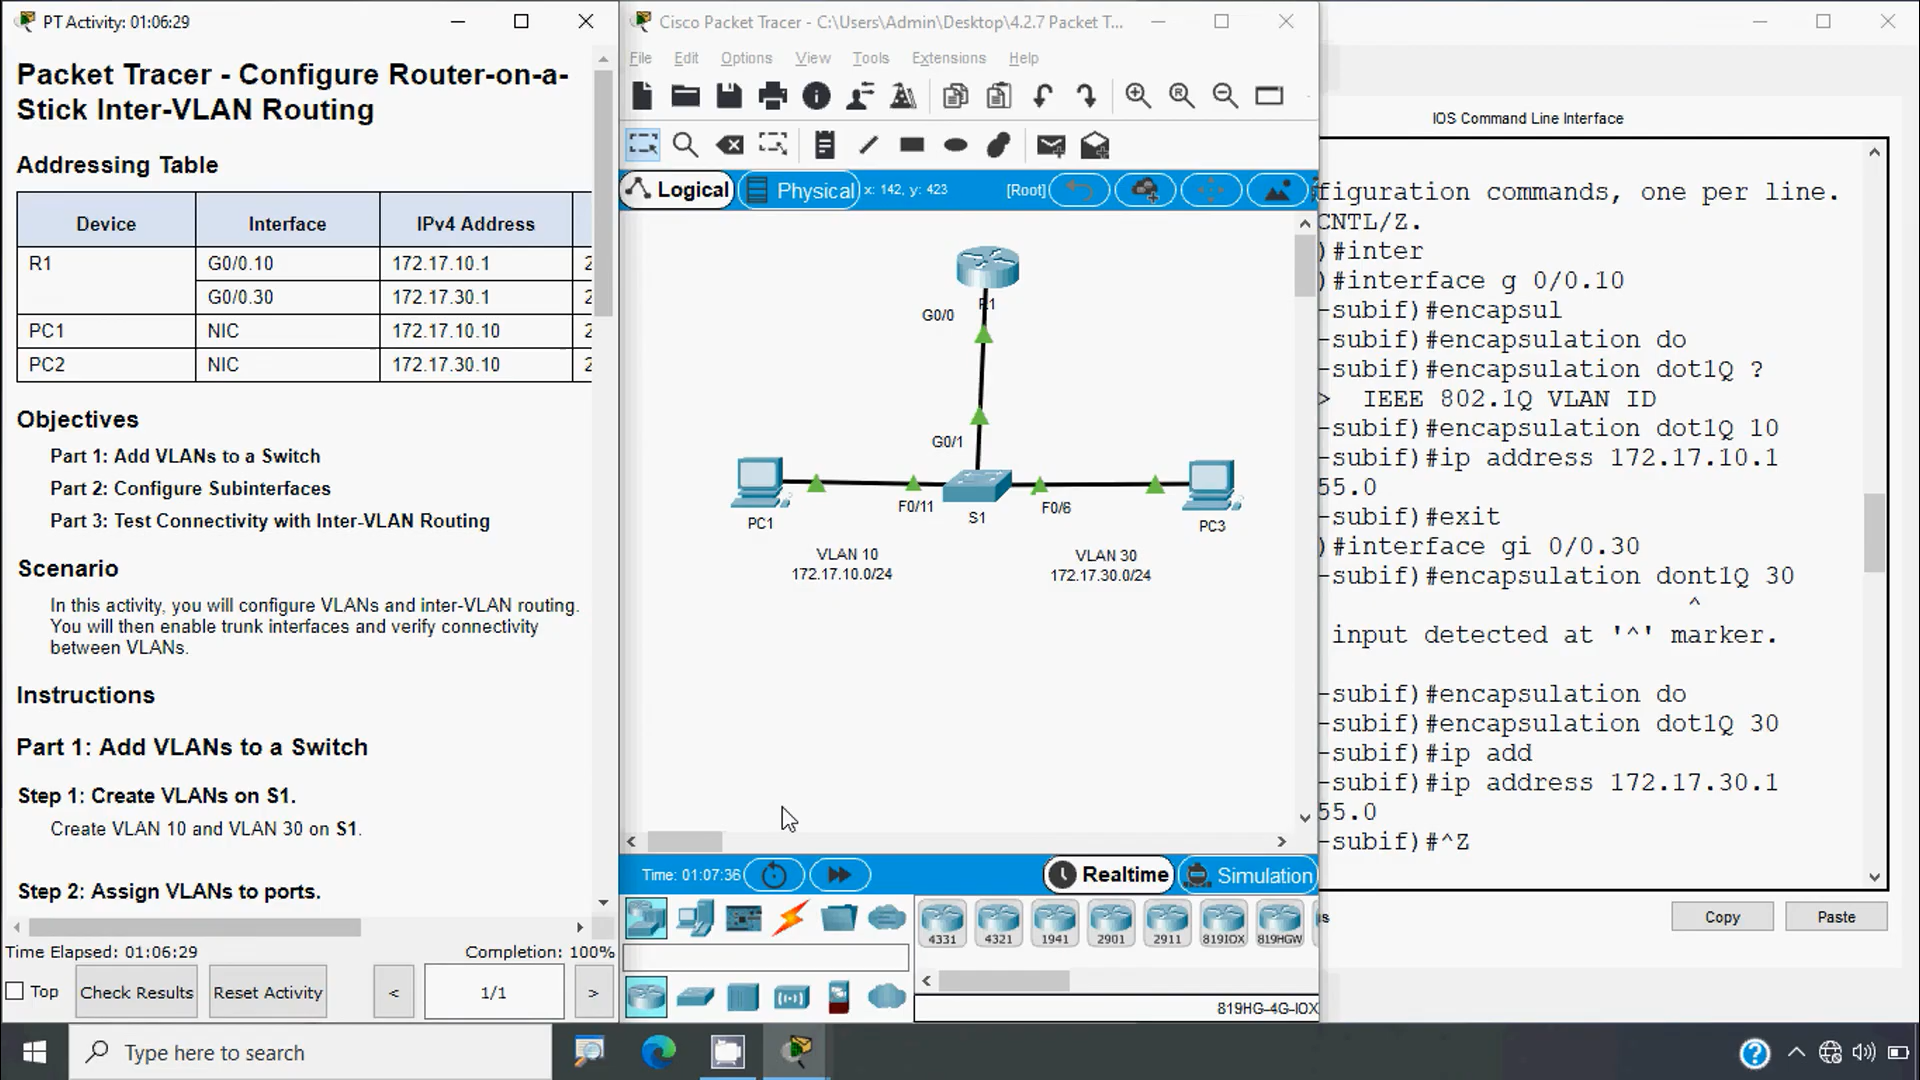 PT Activity: 01:06:29
Packet Tracer - Configure Router-on-a-
Stick Inter-VLAN Routing
Addressing Table
Device Interface IPv4 Address
R1 G0/0.10 172.17.10.1 2
G0/0.30 172.17.30.1 2
PC1 NIC 172.17.10.10 2
PC2 NIC 172.17.30.10 2
Objectives
Part 1: Add VLANs to a Switch
Part 2: Configure Subinterfaces
Part 3: Test Connectivity with Inter-VLAN Routing
Scenario
In this activity, you will configure VLANs and inter-VLAN routing.
You will then enable trunk interfaces and verify connectivity
between VLANs.
Instructions
Part 1: Add VLANs to a Switch
Step 1: Create VLANs on S1.
Create VLAN 10 and VLAN 30 on S1.
Step 2: Assign VLANs to ports.
Time Elapsed: 01:06:29 Completion: 100%
Top Check Results Reset Activity < 1/1 >
Cisco Packet Tracer - C:\Users\Admin\Desktop\4.2.7 Packet T...
File Edit Options View Tools Extensions Help
Logical Physical x: 142, y: 423 [Root]
R1
G0/0
G0/1
F0/11 F0/6
PC1 S1 PC3
VLAN 10 VLAN 30
172.17.10.0/24 172.17.30.0/24
Time: 01:07:36 Realtime Simulation
4331 4321 1941 2901 2911 819IOX 819HGW
819HG-4G-IOX
IOS Command Line Interface
figuration commands, one per line.
CNTL/Z.
)#inter
)#interface g 0/0.10
-subif)#encapsul
-subif)#encapsulation do
-subif)#encapsulation dot1Q ?
> IEEE 802.1Q VLAN ID
-subif)#encapsulation dot1Q 10
-subif)#ip address 172.17.10.1
55.0
-subif)#exit
)#interface gi 0/0.30
-subif)#encapsulation dont1Q 30
^
input detected at '^' marker.
-subif)#encapsulation do
-subif)#encapsulation dot1Q 30
-subif)#ip add
-subif)#ip address 172.17.30.1
55.0
-subif)#^Z
s Copy Paste
Type here to search